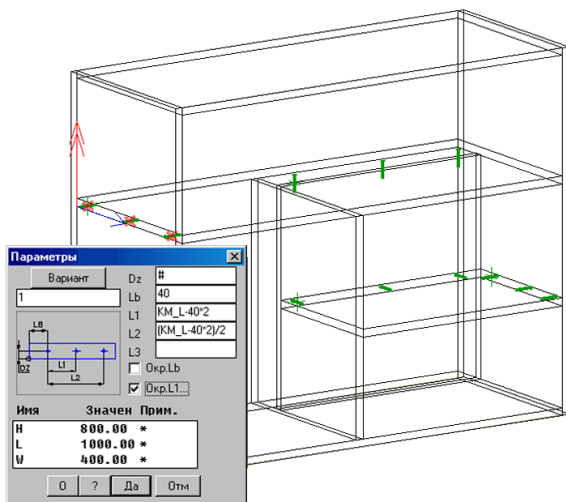 Параметры
Вариант
1
Dz #
Lb 40
L1 KM_L-40*2
L2 (KM_L-40*2)/2
L3
LB
L1
L2
DZ
Окр.Lb
Окр.L1...
Имя Значен Прим.
H 800.00 *
L 1000.00 *
W 400.00 *
О ? Да Отм